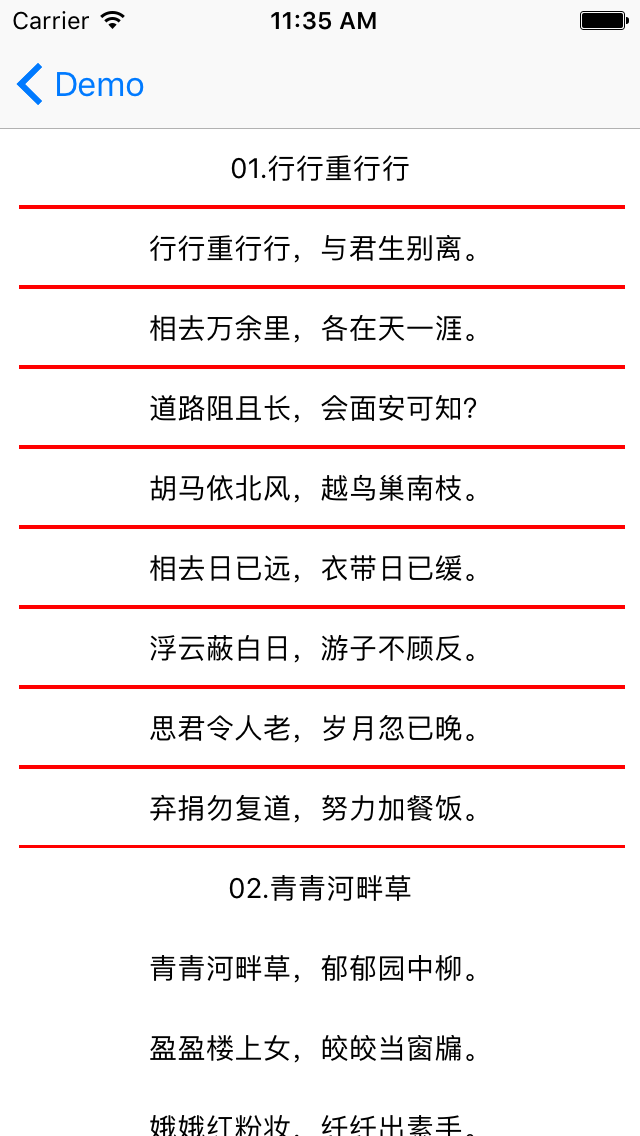 Carrier 11:35 AM
Demo
01.行行重行行
行行重行行，与君生别离。
相去万余里，各在天一涯。
道路阻且长，会面安可知?
胡马依北风，越鸟巢南枝。
相去日已远，衣带日已缓。
浮云蔽白日，游子不顾反。
思君令人老，岁月忽已晚。
弃捐勿复道，努力加餐饭。
02.青青河畔草
青青河畔草，郁郁园中柳。
盈盈楼上女，皎皎当窗牖。
娥娥红粉妆，纤纤出素手。